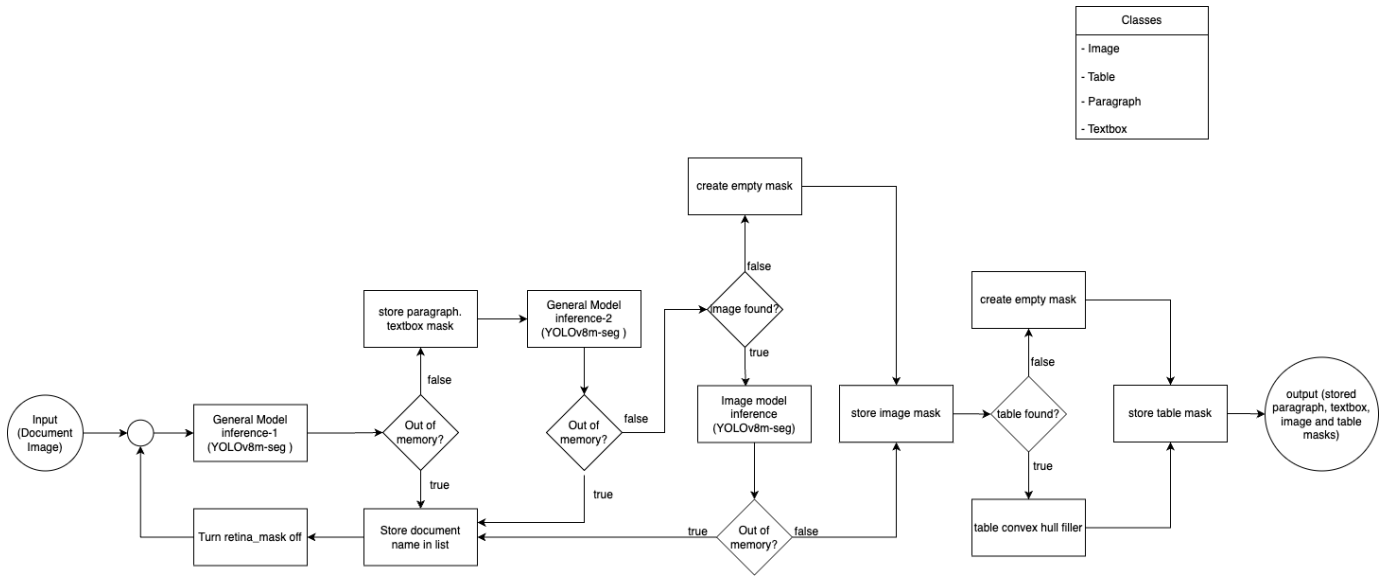 Classes
- Image
- Table
- Paragraph
- Textbox
create empty mask
false
image found?
true
create empty mask
false
table found?
true
store paragraph.
textbox mask
General Model
inference-2
(YOLOv8m-seg )
false
Out of
memory?
true
false
Out of
memory?
true
Input
(Document
Image)
General Model
inference-1
(YOLOv8m-seg )
Image model
inference
(YOLOv8m-seg)
store image mask
store table mask
output (stored
paragraph, textbox,
image and table
masks)
Turn retina_mask off
Store document
name in list
true
Out of
memory?
false
table convex hull filler